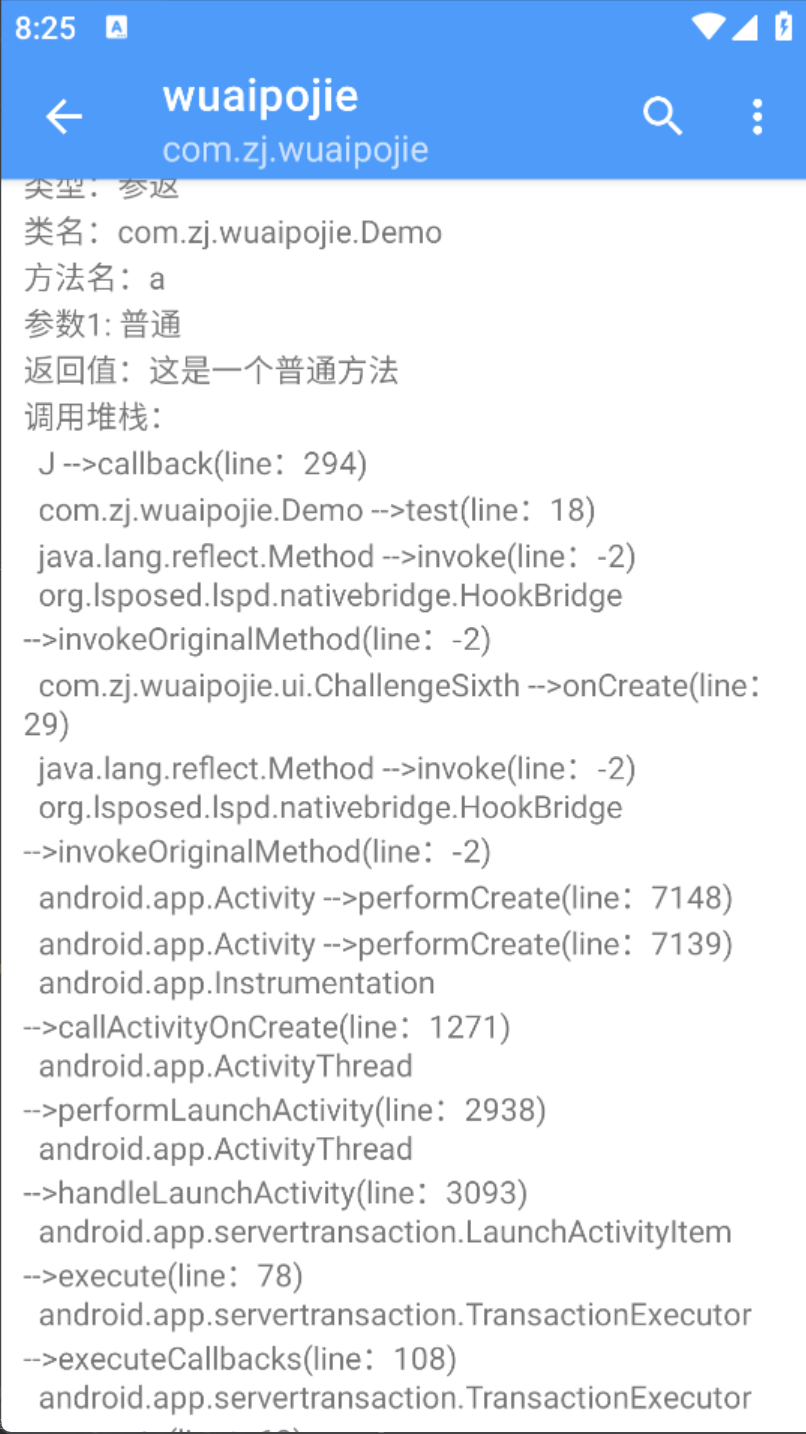 8:25
wuaipojie
com.zj.wuaipojie
类型：参返
类名：com.zj.wuaipojie.Demo
方法名：a
参数1: 普通
返回值：这是一个普通方法
调用堆栈：
J -->callback(line：294)
com.zj.wuaipojie.Demo -->test(line：18)
java.lang.reflect.Method -->invoke(line：-2)
org.lsposed.lspd.nativebridge.HookBridge
-->invokeOriginalMethod(line：-2)
com.zj.wuaipojie.ui.ChallengeSixth -->onCreate(line：
29)
java.lang.reflect.Method -->invoke(line：-2)
org.lsposed.lspd.nativebridge.HookBridge
-->invokeOriginalMethod(line：-2)
android.app.Activity -->performCreate(line：7148)
android.app.Activity -->performCreate(line：7139)
android.app.Instrumentation
-->callActivityOnCreate(line：1271)
android.app.ActivityThread
-->performLaunchActivity(line：2938)
android.app.ActivityThread
-->handleLaunchActivity(line：3093)
android.app.servertransaction.LaunchActivityItem
-->execute(line：78)
android.app.servertransaction.TransactionExecutor
-->executeCallbacks(line：108)
android.app.servertransaction.TransactionExecutor